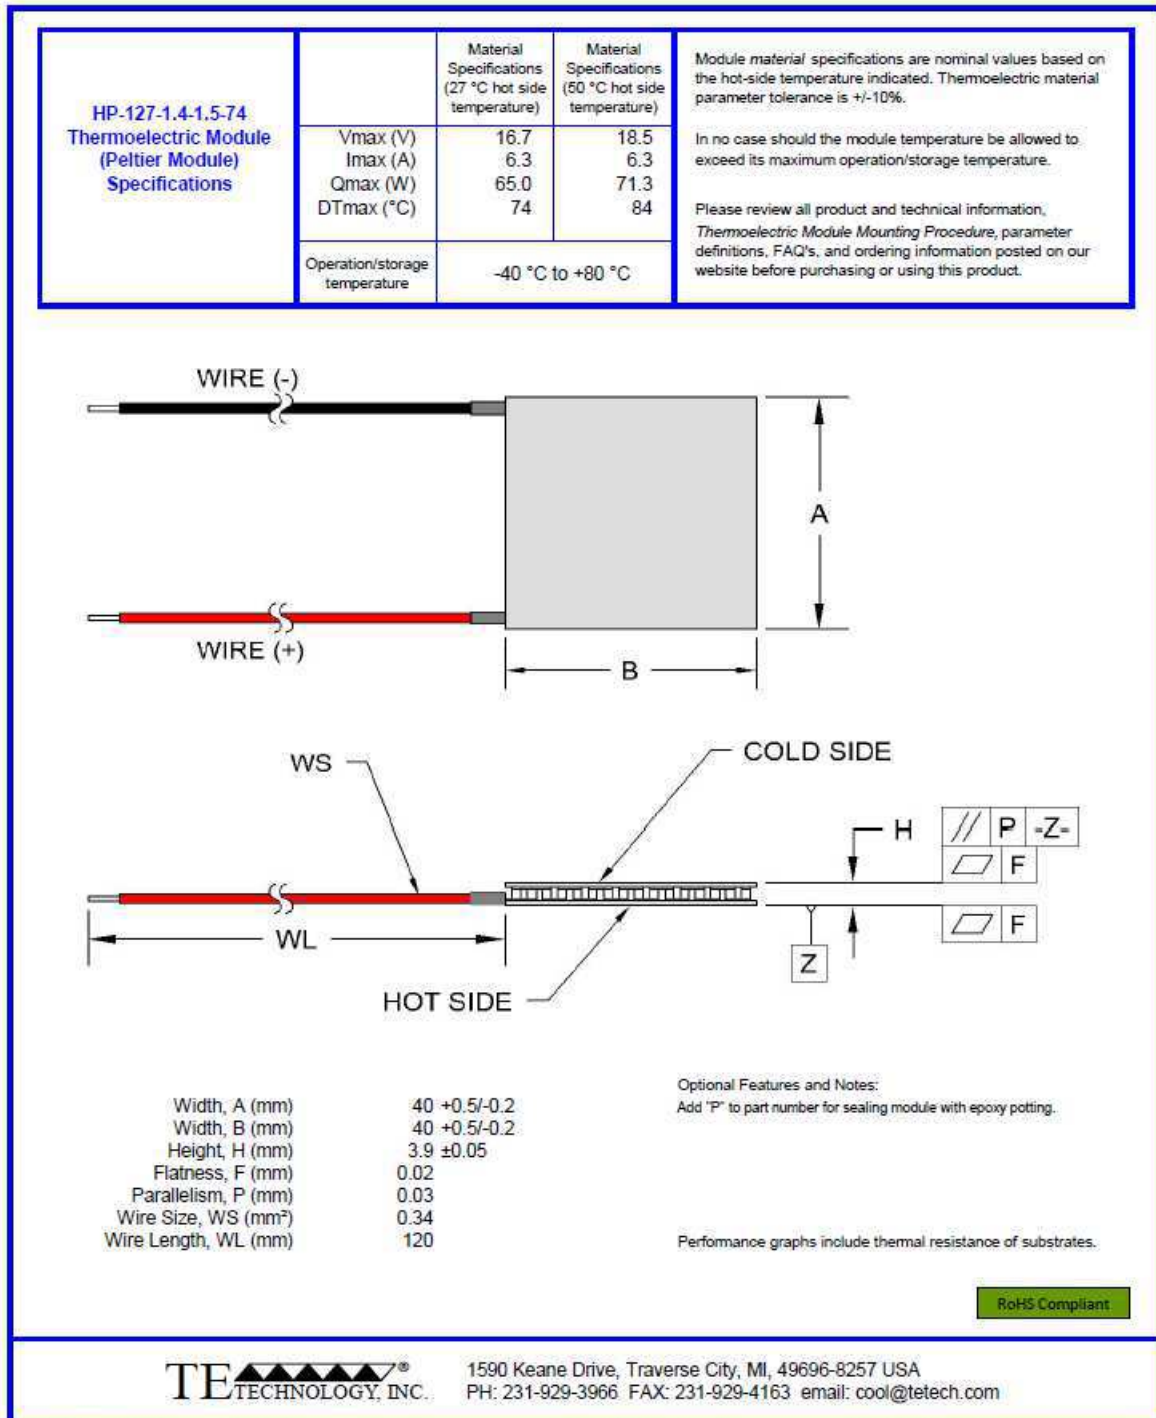 HP-127-1.4-1.5-74
Thermoelectric Module
(Peltier Module)
Specifications
Material
Specifications
(27 °C hot side
temperature)
Material
Specifications
(50 °C hot side
temperature)
Vmax (V) 16.7 18.5
Imax (A) 6.3 6.3
Qmax (W) 65.0 71.3
DTmax (°C) 74 84
Operation/storage
temperature
-40 °C to +80 °C
Module material specifications are nominal values based on
the hot-side temperature indicated. Thermoelectric material
parameter tolerance is +/-10%.
In no case should the module temperature be allowed to
exceed its maximum operation/storage temperature.
Please review all product and technical information,
Thermoelectric Module Mounting Procedure, parameter
definitions, FAQ's, and ordering information posted on our
website before purchasing or using this product.
WIRE (-)
A
WIRE (+)
B
WS
COLD SIDE
H
// P -Z-
F
WL
F
Z
HOT SIDE
Width, A (mm) 40 +0.5/-0.2
Width, B (mm) 40 +0.5/-0.2
Height, H (mm) 3.9 ±0.05
Flatness, F (mm) 0.02
Parallelism, P (mm) 0.03
Wire Size, WS (mm²) 0.34
Wire Length, WL (mm) 120
Optional Features and Notes:
Add "P" to part number for sealing module with epoxy potting.
Performance graphs include thermal resistance of substrates.
RoHS Compliant
TE TECHNOLOGY, INC. ®
1590 Keane Drive, Traverse City, MI, 49696-8257 USA
PH: 231-929-3966 FAX: 231-929-4163 email: cool@tetech.com